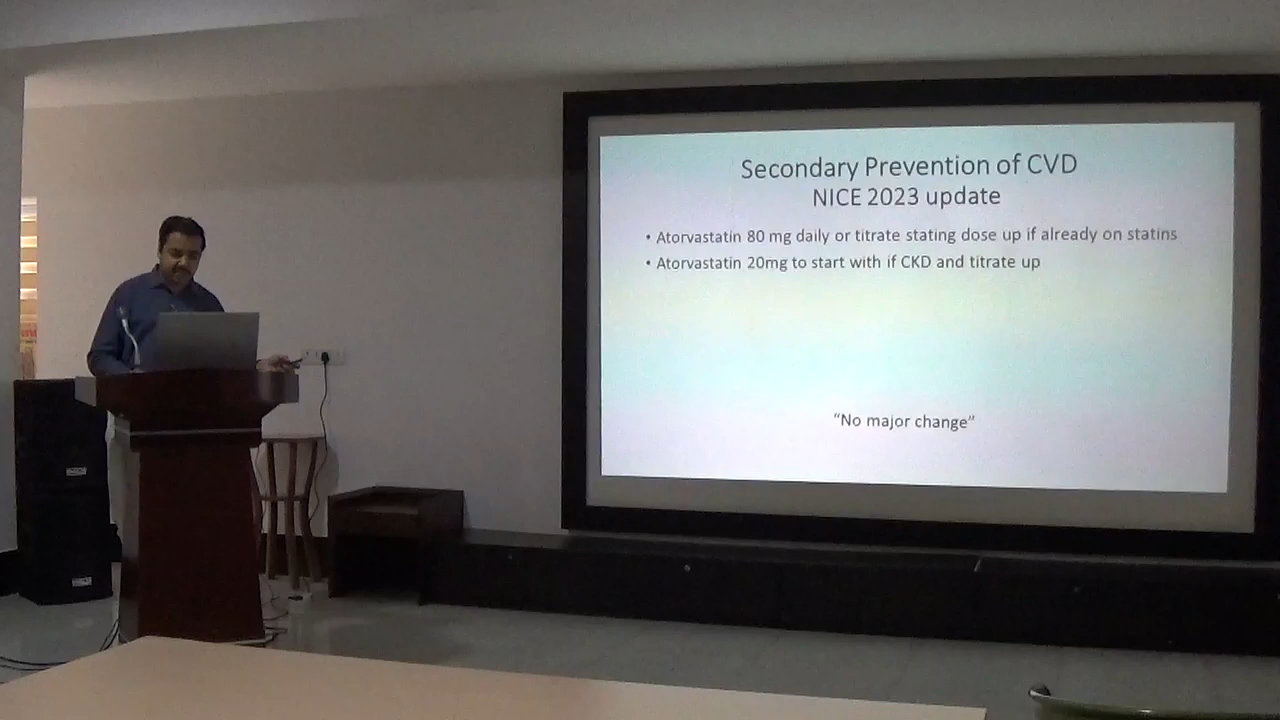 Secondary Prevention of CVD
NICE 2023 update
• Atorvastatin 80 mg daily or titrate stating dose up if already on statins
• Atorvastatin 20mg to start with if CKD and titrate up
“No major change”